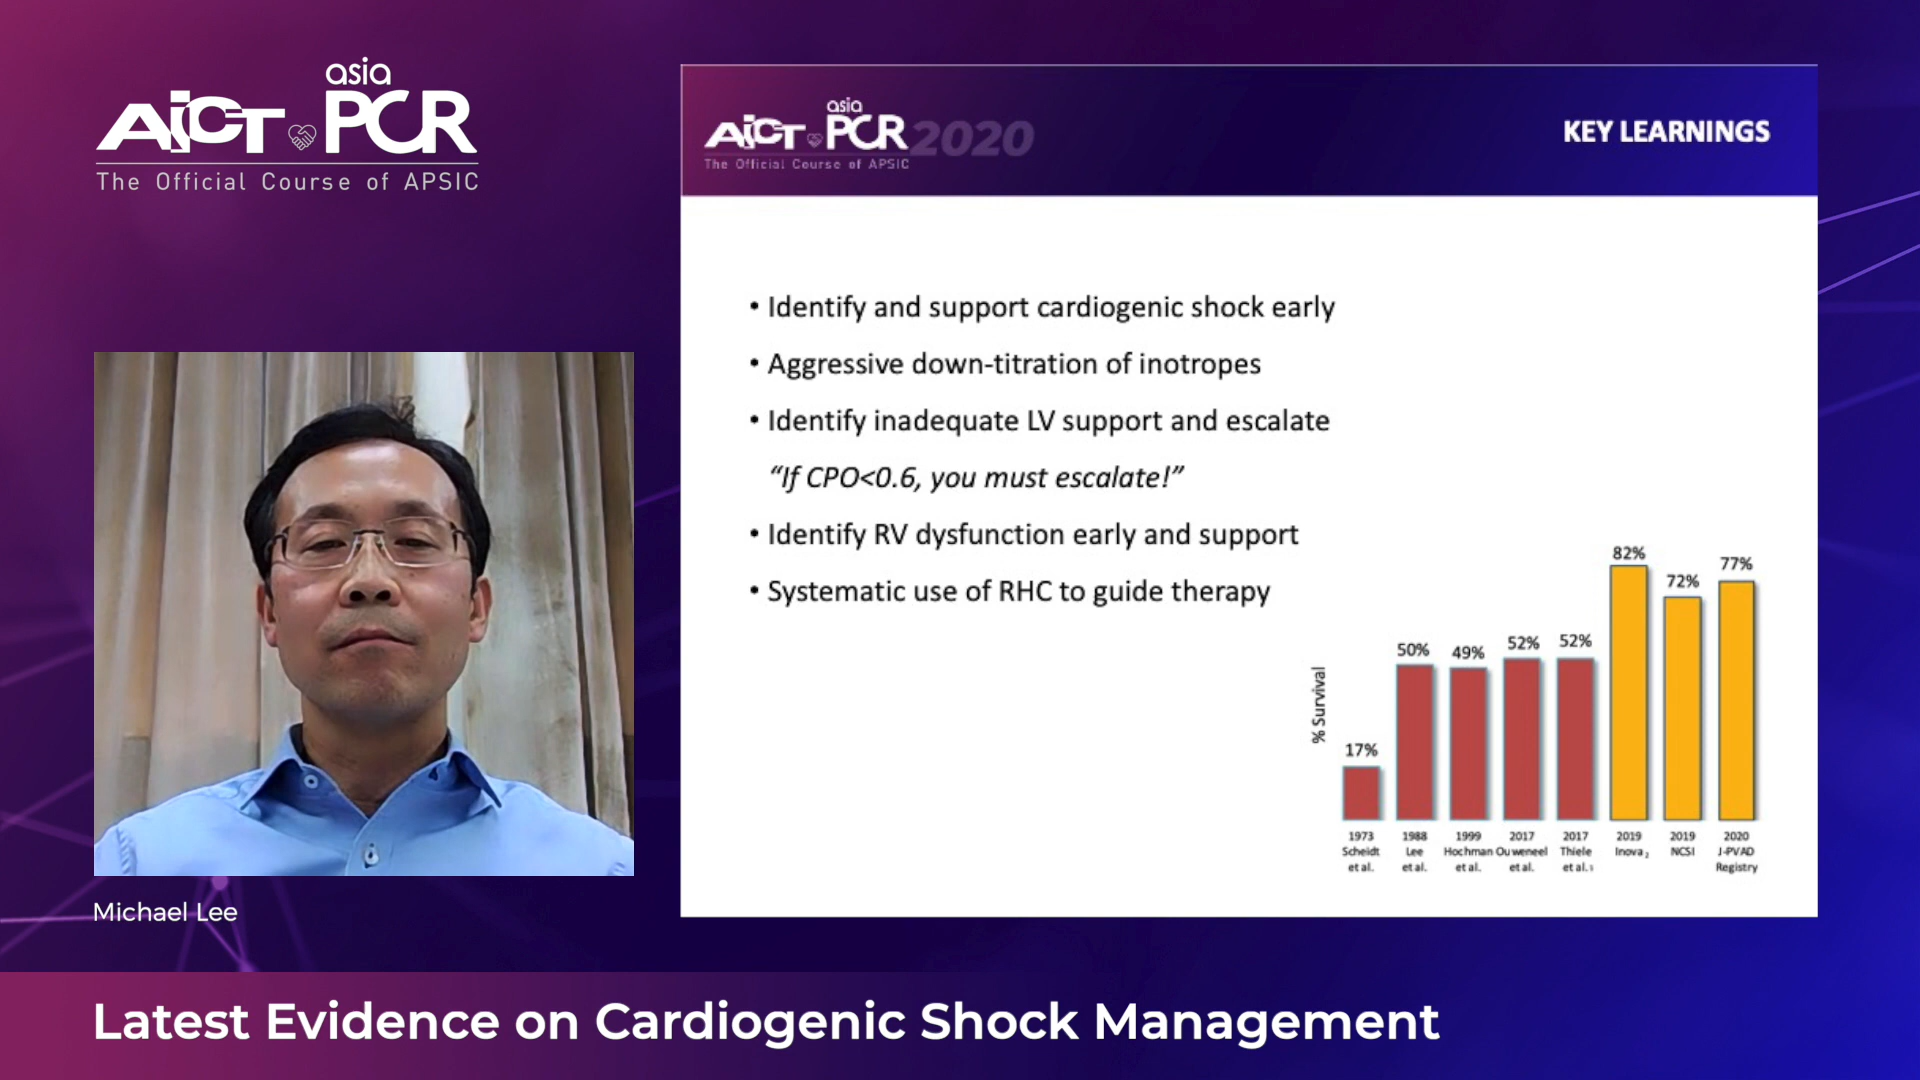 asia
AICT PCR
The Official Course of APSIC
asia
AICT PCR 2020
The Official Course of APSIC
KEY LEARNINGS
• Identify and support cardiogenic shock early
• Aggressive down-titration of inotropes
• Identify inadequate LV support and escalate
“If CPO<0.6, you must escalate!”
• Identify RV dysfunction early and support
• Systematic use of RHC to guide therapy
% Survival
17%
50%
49%
52%
52%
82%
72%
77%
1973 Scheidt et al.
1988 Lee et al.
1999 Hochman et al.
2017 Ouweneel et al.
2017 Thiele et al.1
2019 Inova2
2019 NCSI
2020 J-PVAD Registry
Michael Lee
Latest Evidence on Cardiogenic Shock Management